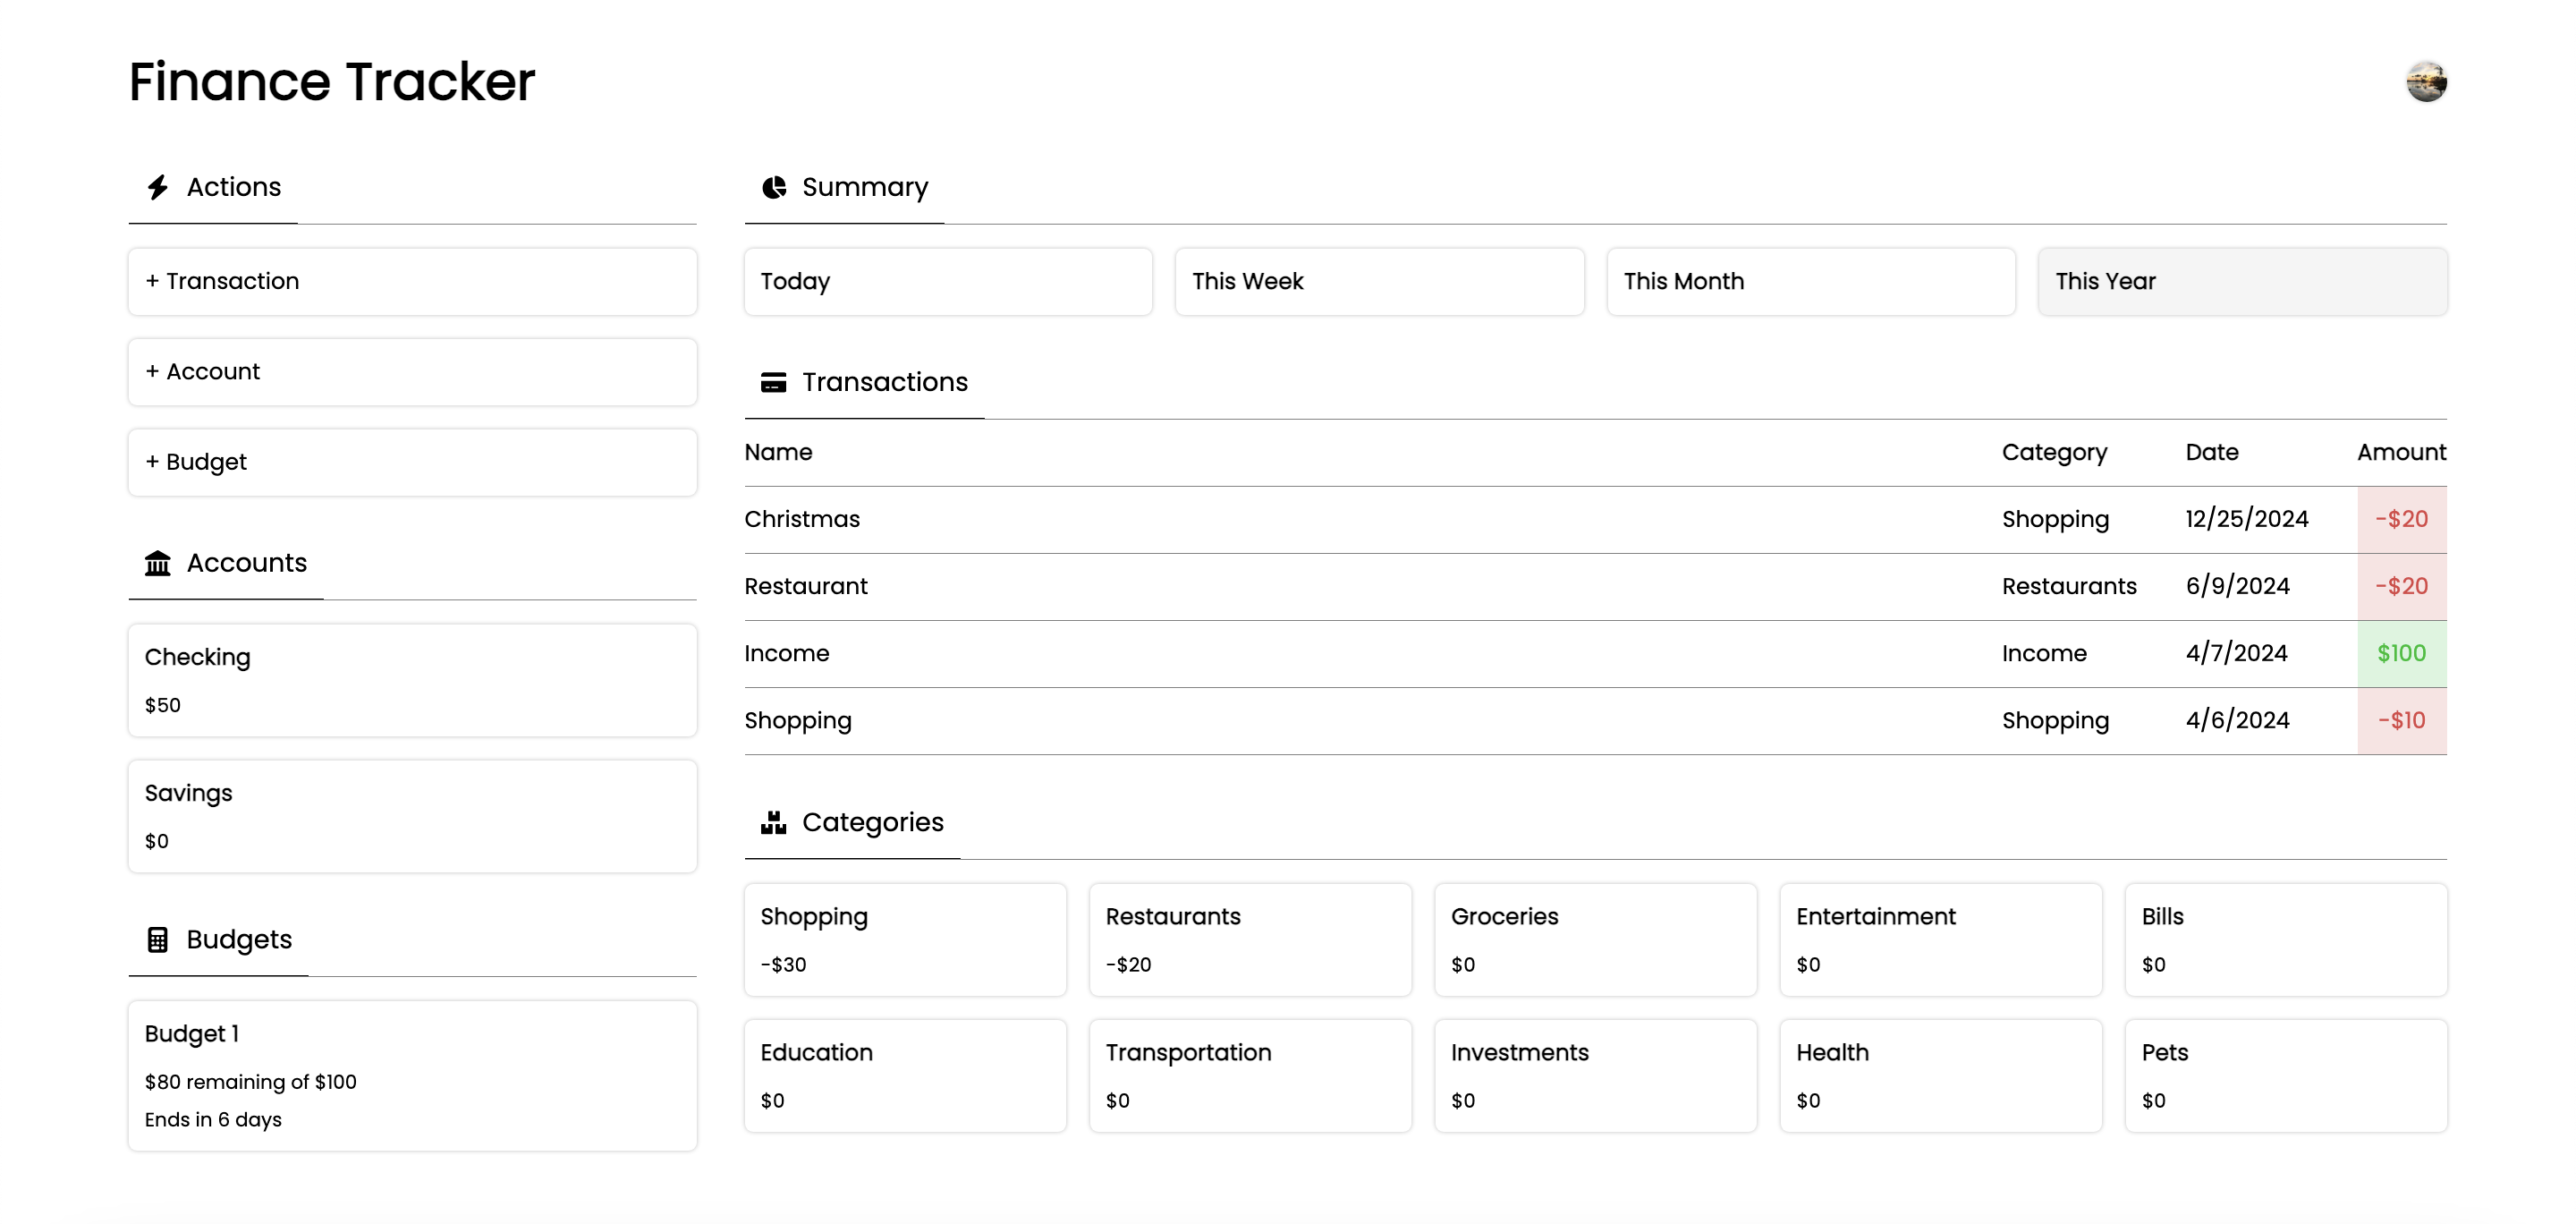 Finance Tracker
Actions
+ Transaction
+ Account
+ Budget
Accounts
Checking
$50
Savings
$0
Budgets
Budget 1
$80 remaining of $100
Ends in 6 days
Summary
Today This Week This Month This Year
Transactions
Name Category Date Amount
Christmas Shopping 12/25/2024 -$20
Restaurant Restaurants 6/9/2024 -$20
Income Income 4/7/2024 $100
Shopping Shopping 4/6/2024 -$10
Categories
Shopping Restaurants Groceries Entertainment Bills
-$30 -$20 $0 $0 $0
Education Transportation Investments Health Pets
$0 $0 $0 $0 $0